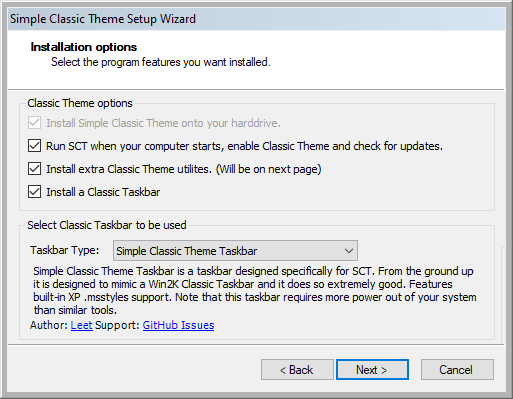 Simple Classic Theme Setup Wizard
Installation options
Select the program features you want installed.
Classic Theme options
Install Simple Classic Theme onto your harddrive.
Run SCT when your computer starts, enable Classic Theme and check for updates.
Install extra Classic Theme utilites. (Will be on next page)
Install a Classic Taskbar
Select Classic Taskbar to be used
Taskbar Type: Simple Classic Theme Taskbar
Simple Classic Theme Taskbar is a taskbar designed specifically for SCT. From the ground up
it is designed to mimic a Win2K Classic Taskbar and it does so extremely good. Features
built-in XP .msstyles support. Note that this taskbar requires more power out of your system
than similar tools.
Author: Leet Support: GitHub Issues
< Back Next > Cancel